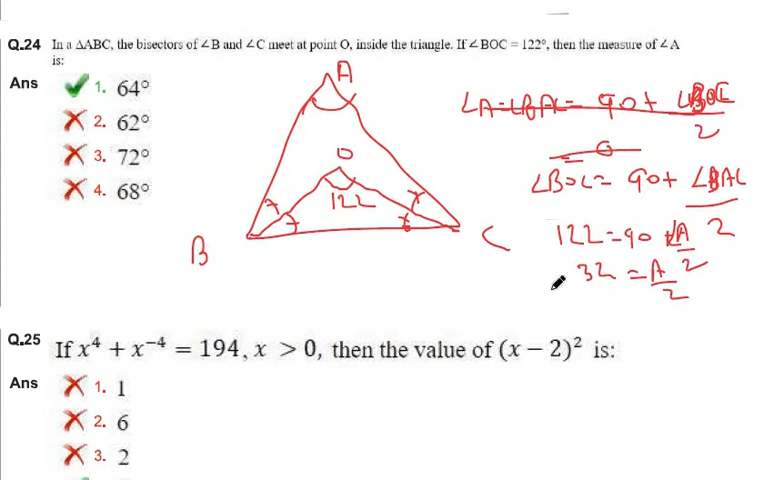 Q.24 In a ΔABC, the bisectors of ∠B and ∠C meet at point O, inside the triangle. If ∠BOC = 122°, then the measure of ∠A
is:
Ans
1. 64°
2. 62°
3. 72°
4. 68°
A
O
122
B
C
∠A=∠BAC= 90+ ∠BOC
2
∠BOC= 90+ ∠BAC
2
122=90+A
2
32 = A
2
Q.25 If x⁴ + x⁻⁴ = 194, x > 0, then the value of (x − 2)² is:
Ans
1. 1
2. 6
3. 2